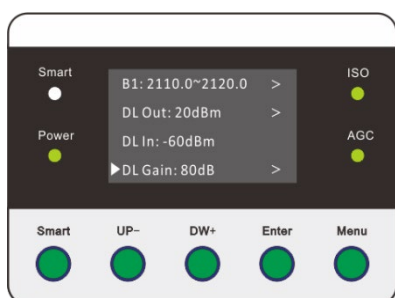 Smart
ISO
B1: 2110.0~2120.0 >
DL Out: 20dBm >
Power
AGC
DL In: -60dBm
▶DL Gain: 80dB >
Smart UP- DW+ Enter Menu